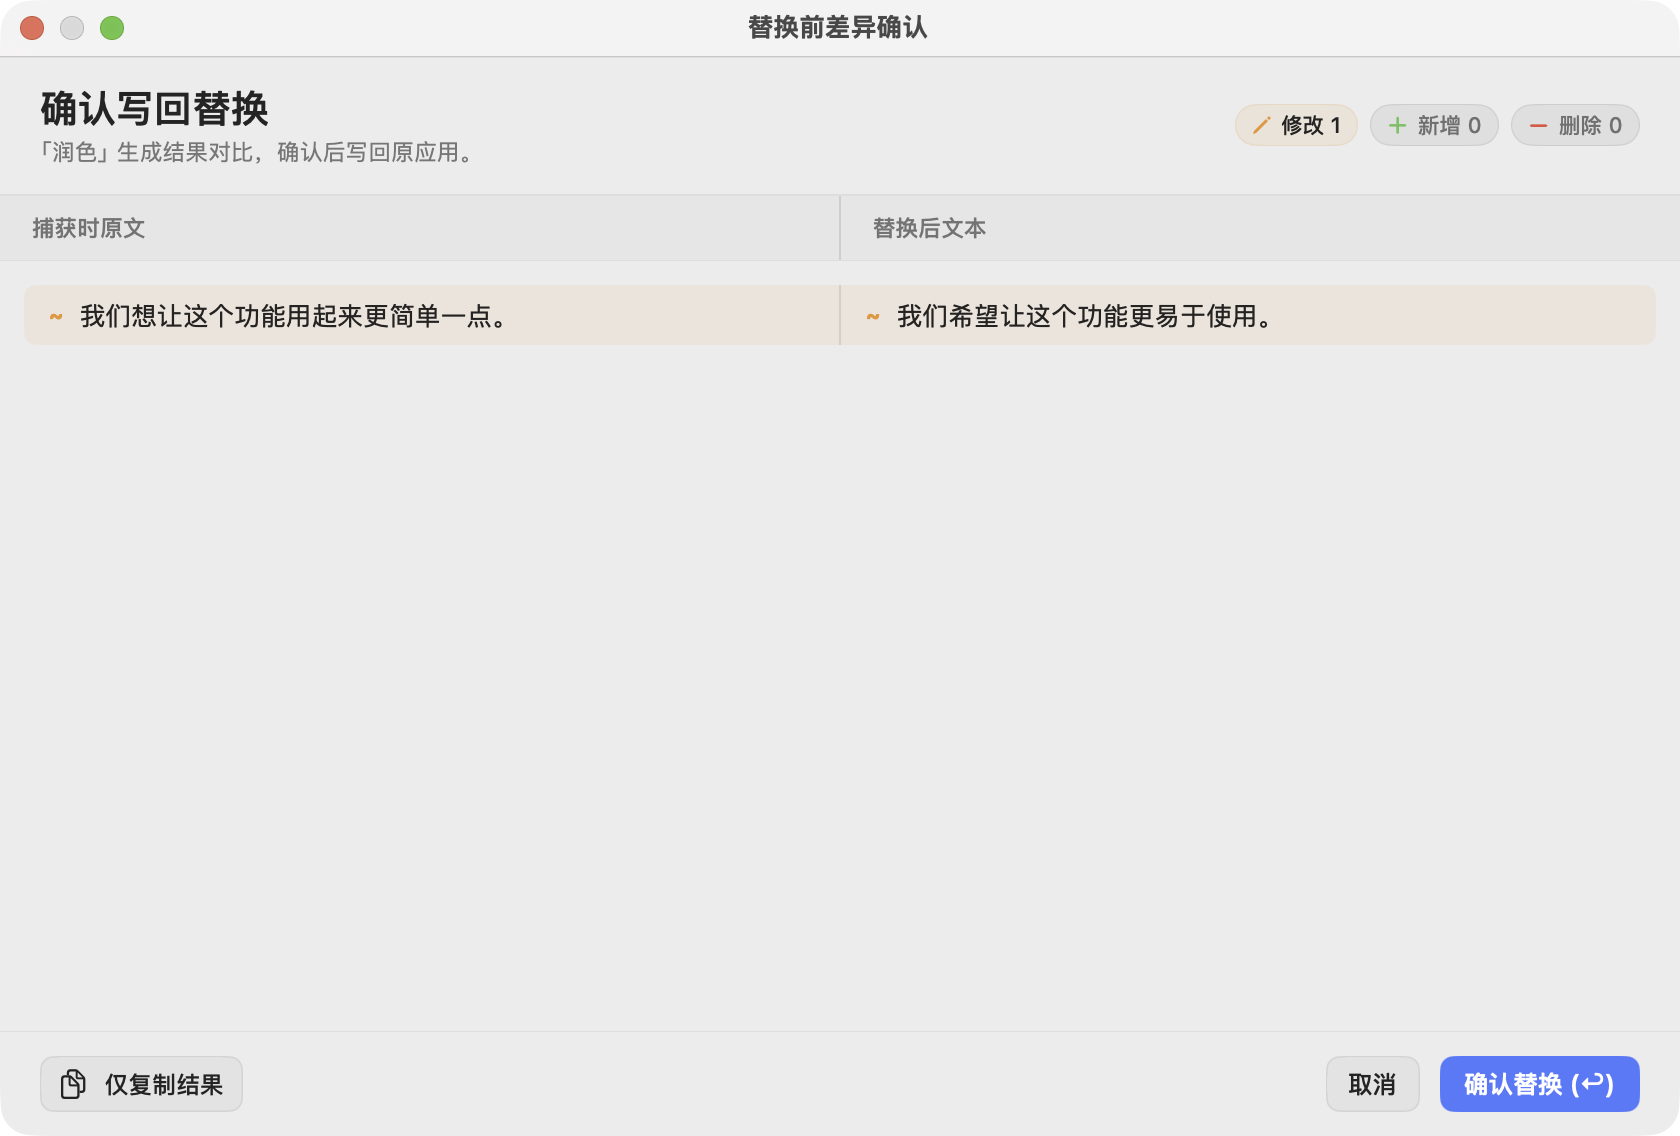 替换前差异确认
确认写回替换
「润色」生成结果对比，确认后写回原应用。
修改 1
新增 0
删除 0
捕获时原文
替换后文本
~ 我们想让这个功能用起来更简单一点。
~ 我们希望让这个功能更易于使用。
仅复制结果
取消
确认替换 (↩)